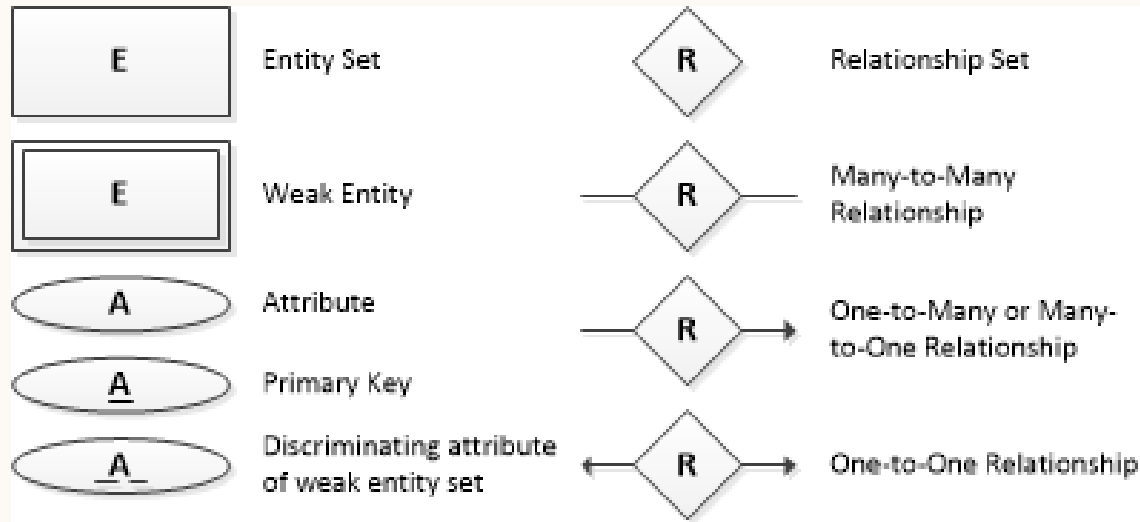 E
Entity Set
E
Weak Entity
A
Attribute
A
Primary Key
A
Discriminating attribute
of weak entity set
R
Relationship Set
R
Many-to-Many
Relationship
R
One-to-Many or Many-
to-One Relationship
R
One-to-One Relationship